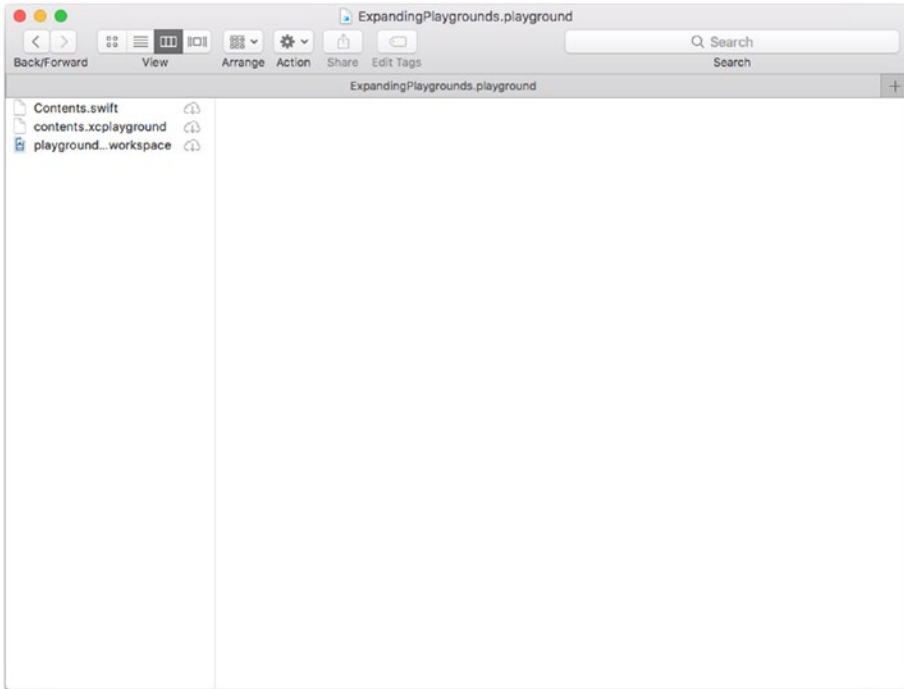 ExpandingPlaygrounds.playground
Back/Forward View Arrange Action Share Edit Tags Search
Search
ExpandingPlaygrounds.playground
Contents.swift
contents.xcplayground
playground...workspace